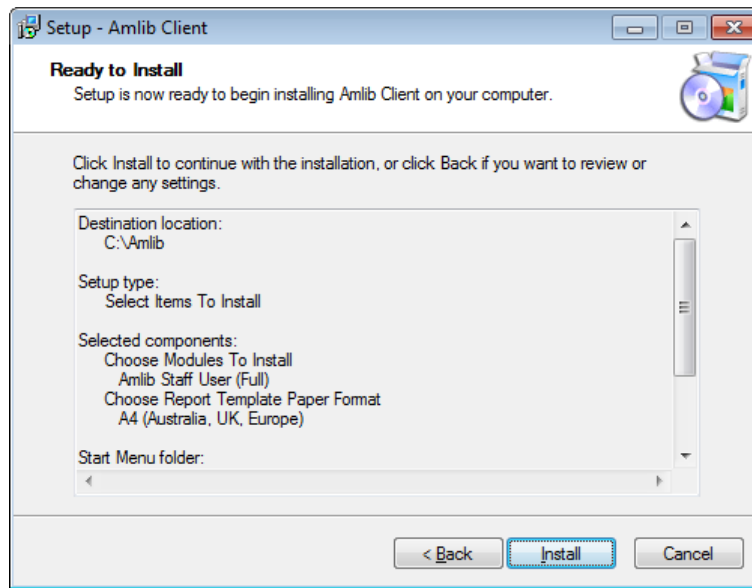 Setup - Amlib Client
Ready to Install
Setup is now ready to begin installing Amlib Client on your computer.
Click Install to continue with the installation, or click Back if you want to review or
change any settings.
Destination location:
C:\Amlib
Setup type:
Select Items To Install
Selected components:
Choose Modules To Install
Amlib Staff User (Full)
Choose Report Template Paper Format
A4 (Australia, UK, Europe)
Start Menu folder:
< Back Install Cancel